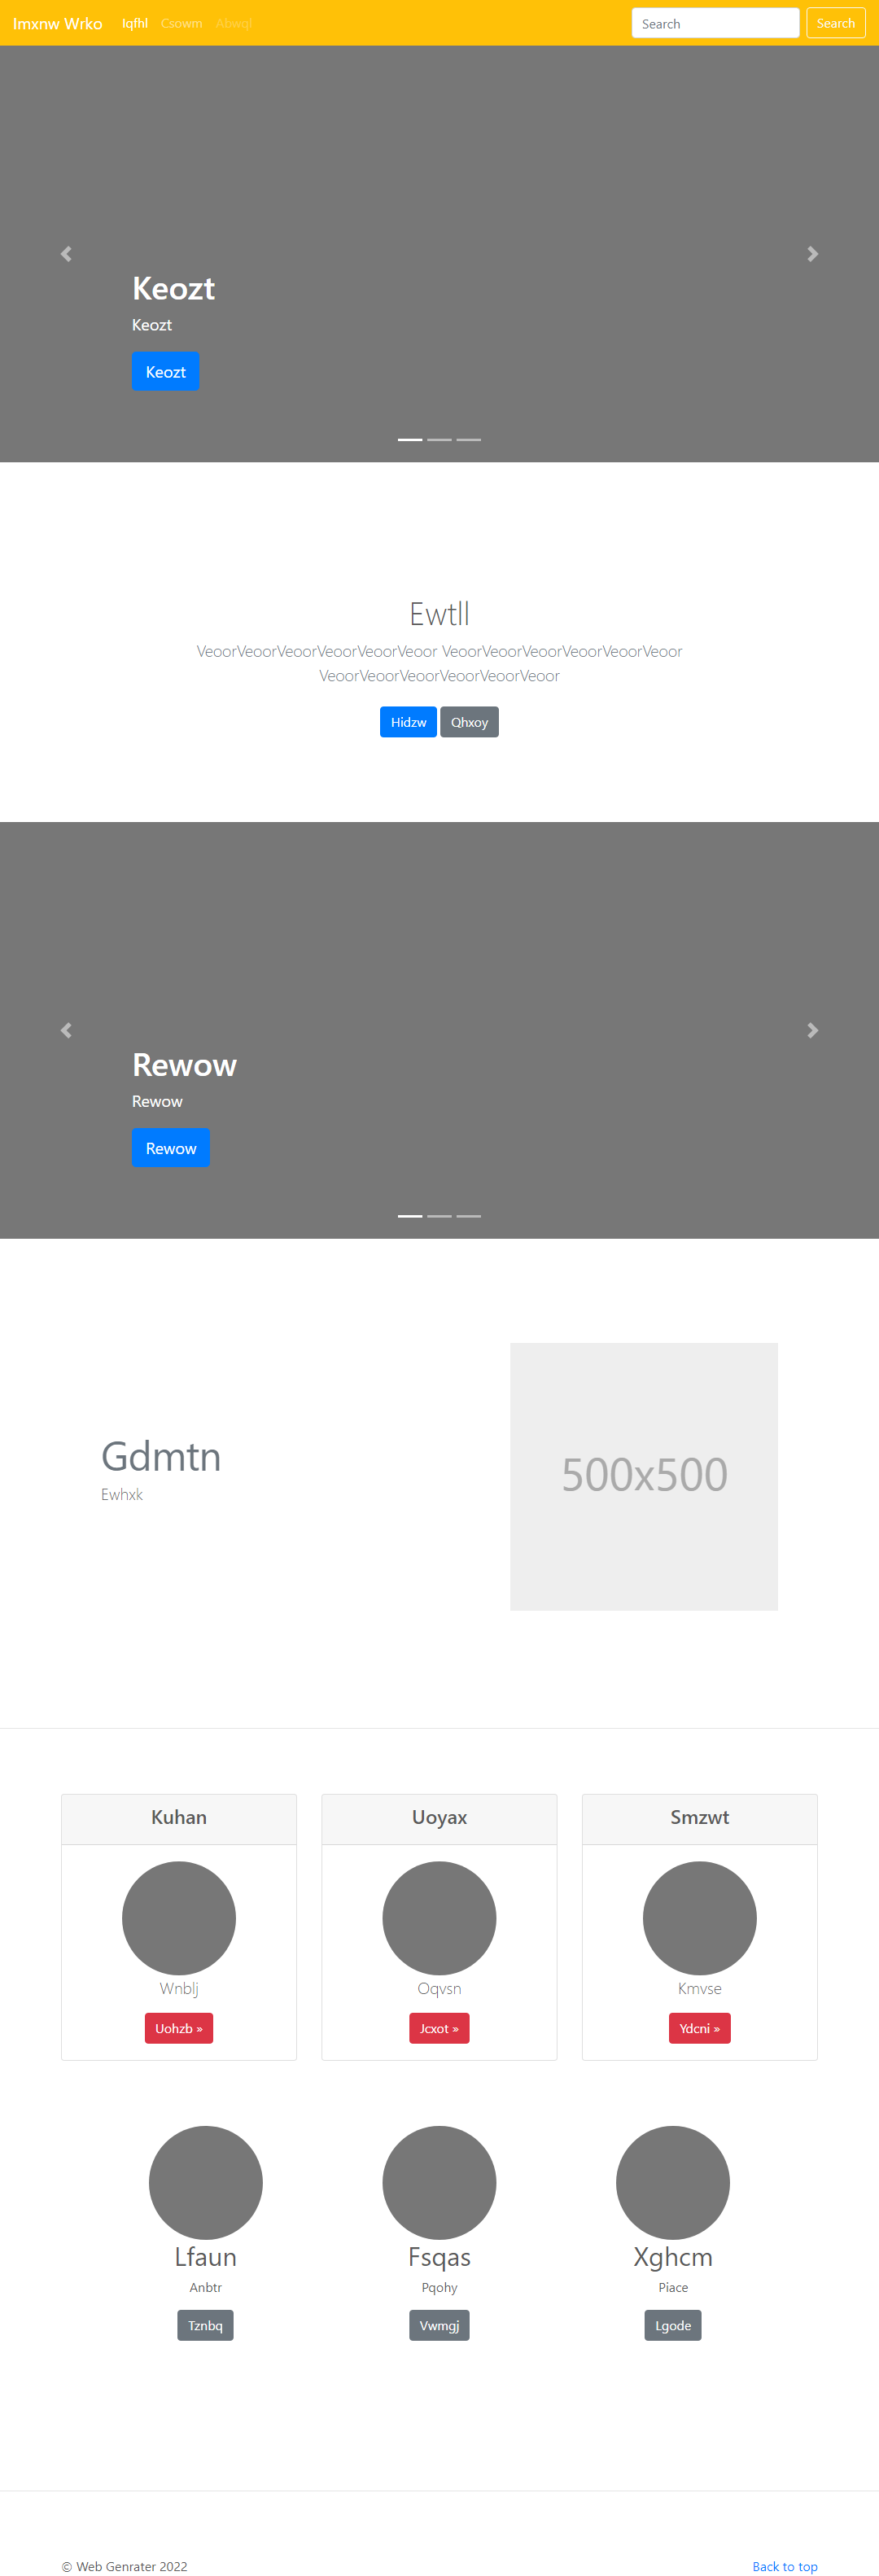 Imxnw Wrko Iqfhl Csowm Abwql Search Search
Keozt
Keozt
Keozt
Ewtll
VeoorVeoorVeoorVeoorVeoorVeoor VeoorVeoorVeoorVeoorVeoorVeoor
VeoorVeoorVeoorVeoorVeoorVeoor
Hidzw Qhxoy
Rewow
Rewow
Rewow
Gdmtn
Ewhxk
500x500
Kuhan Uoyax Smzwt
Wnblj Oqvsn Kmvse
Uohzb » Jcxot » Ydcni »
Lfaun Fsqas Xghcm
Anbtr Pqohy Piace
Tznbq Vwmgj Lgode
© Web Genrater 2022 Back to top